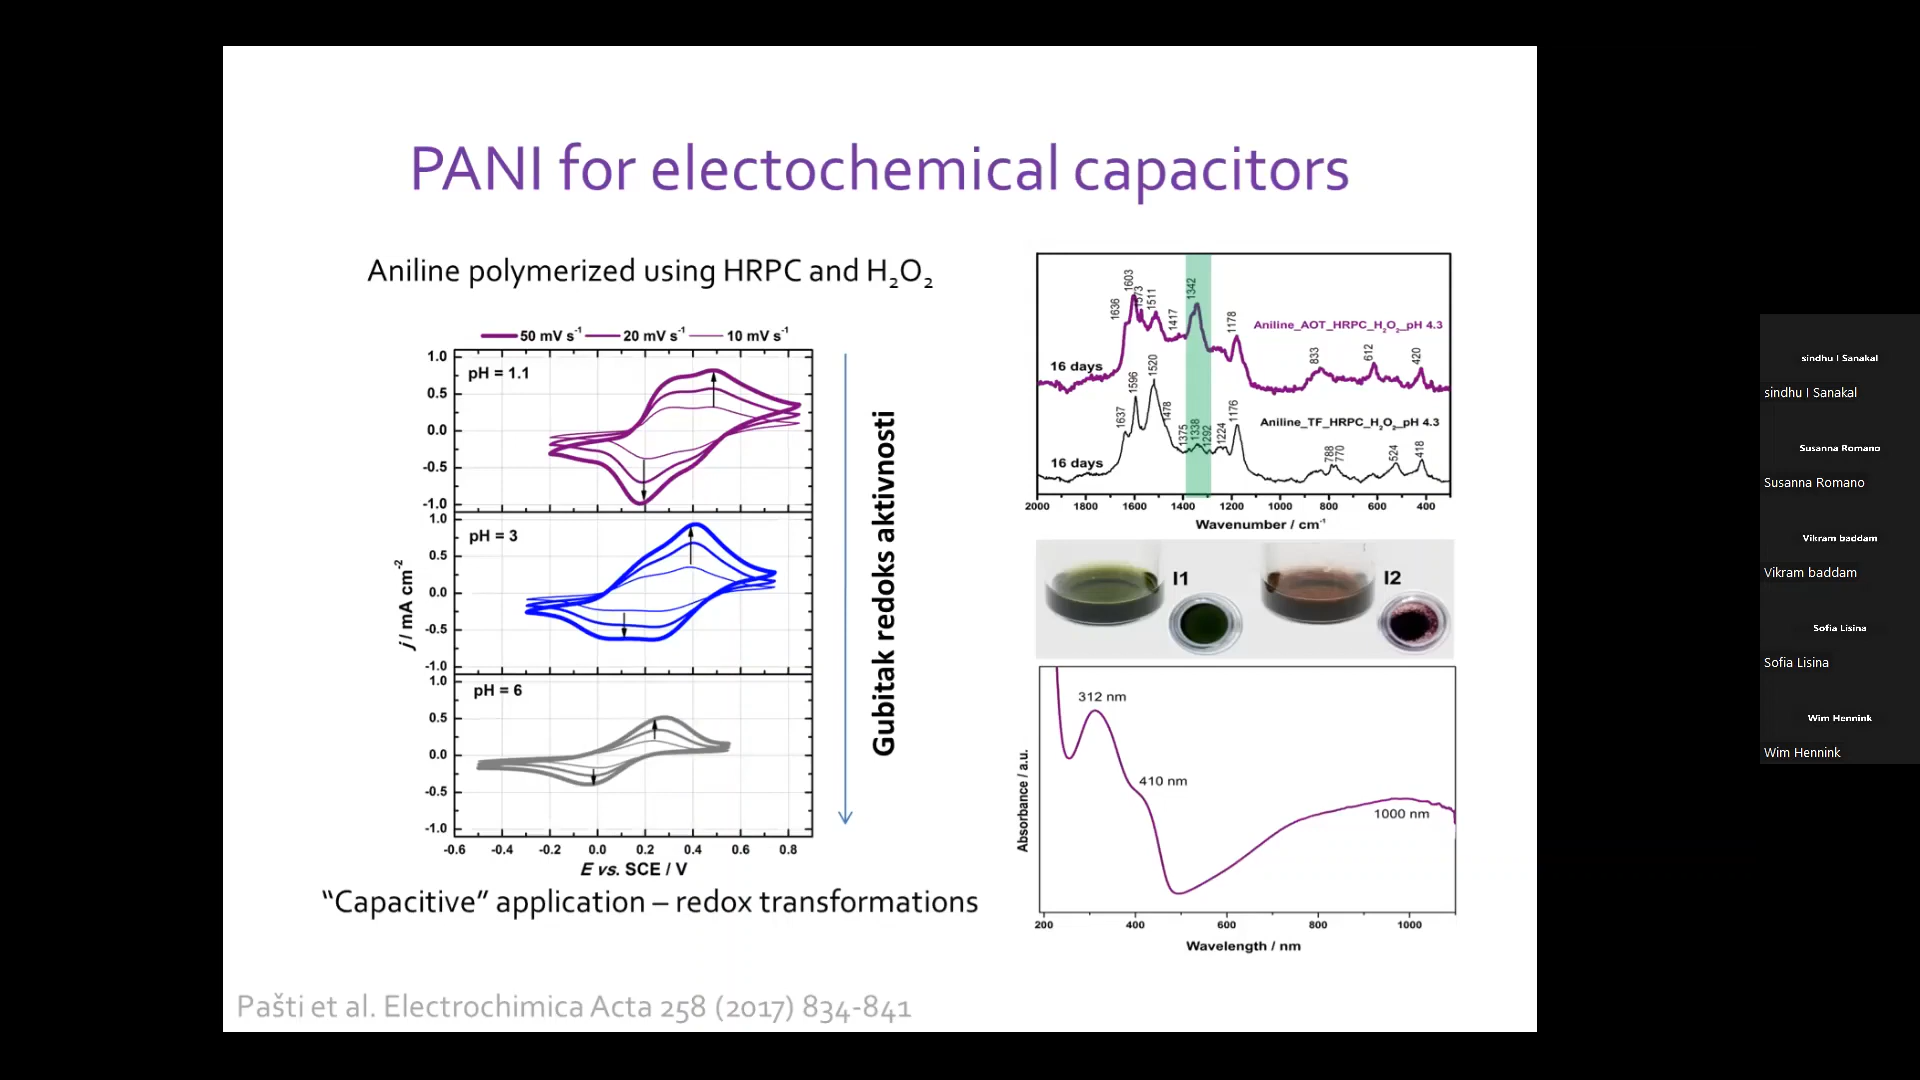 PANI for electochemical capacitors
Aniline polymerized using HRPC and H₂O₂
50 mV s⁻¹ 20 mV s⁻¹ 10 mV s⁻¹
pH = 1.1
1.0
0.5
0.0
-0.5
-1.0
pH = 3
1.0
0.5
0.0
-0.5
-1.0
pH = 6
1.0
0.5
0.0
-0.5
-1.0
j / mA cm⁻²
-0.6 -0.4 -0.2 0.0 0.2 0.4 0.6 0.8
E vs. SCE / V
Gubitak redoks aktivnosti
“Capacitive” application – redox transformations
Pašti et al. Electrochimica Acta 258 (2017) 834-841
1636 1603 1573 1511 1417 1342 1178 833 612 420
Aniline_AOT_HRPC_H₂O₂_pH 4.3
16 days
1637 1596 1520 1478 1375 1338 1292 1224 1176 788 770 524 418
Aniline_TF_HRPC_H₂O₂_pH 4.3
16 days
2000 1800 1600 1400 1200 1000 800 600 400
Wavenumber / cm⁻¹
I1 I2
312 nm
410 nm
1000 nm
Absorbance / a.u.
200 400 600 800 1000
Wavelength / nm
sindhu I Sanakal
sindhu I Sanakal
Susanna Romano
Susanna Romano
Vikram baddam
Vikram baddam
Sofia Lisina
Sofia Lisina
Wim Hennink
Wim Hennink